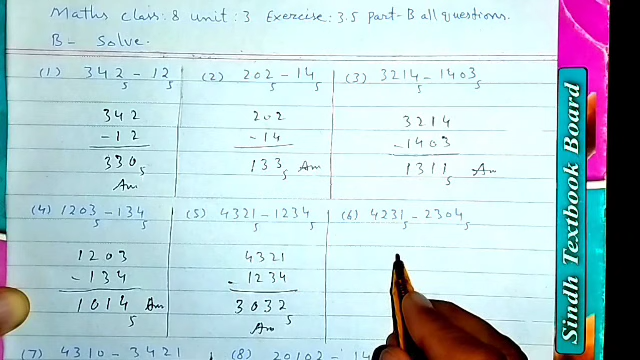 Maths class: 8 unit: 3 Exercise: 3.5 part-B all questions.
B- Solve.
(1) 342₅ - 12₅
342
- 12
330₅
Ans
(2) 202₅ - 14₅
202
- 14
133₅ Ans
(3) 3214₅ - 1403₅
3214
- 1403
1311₅ Ans
(4) 1203₅ - 134₅
1203
- 134
1014₅ Ans
(5) 4321₅ - 1234₅
4321
- 1234
3032₅
Ans
(6) 4231₅ - 2304₅
(7) 4310 - 3421
(8) 20102 - 14
Sindh Textbook Board